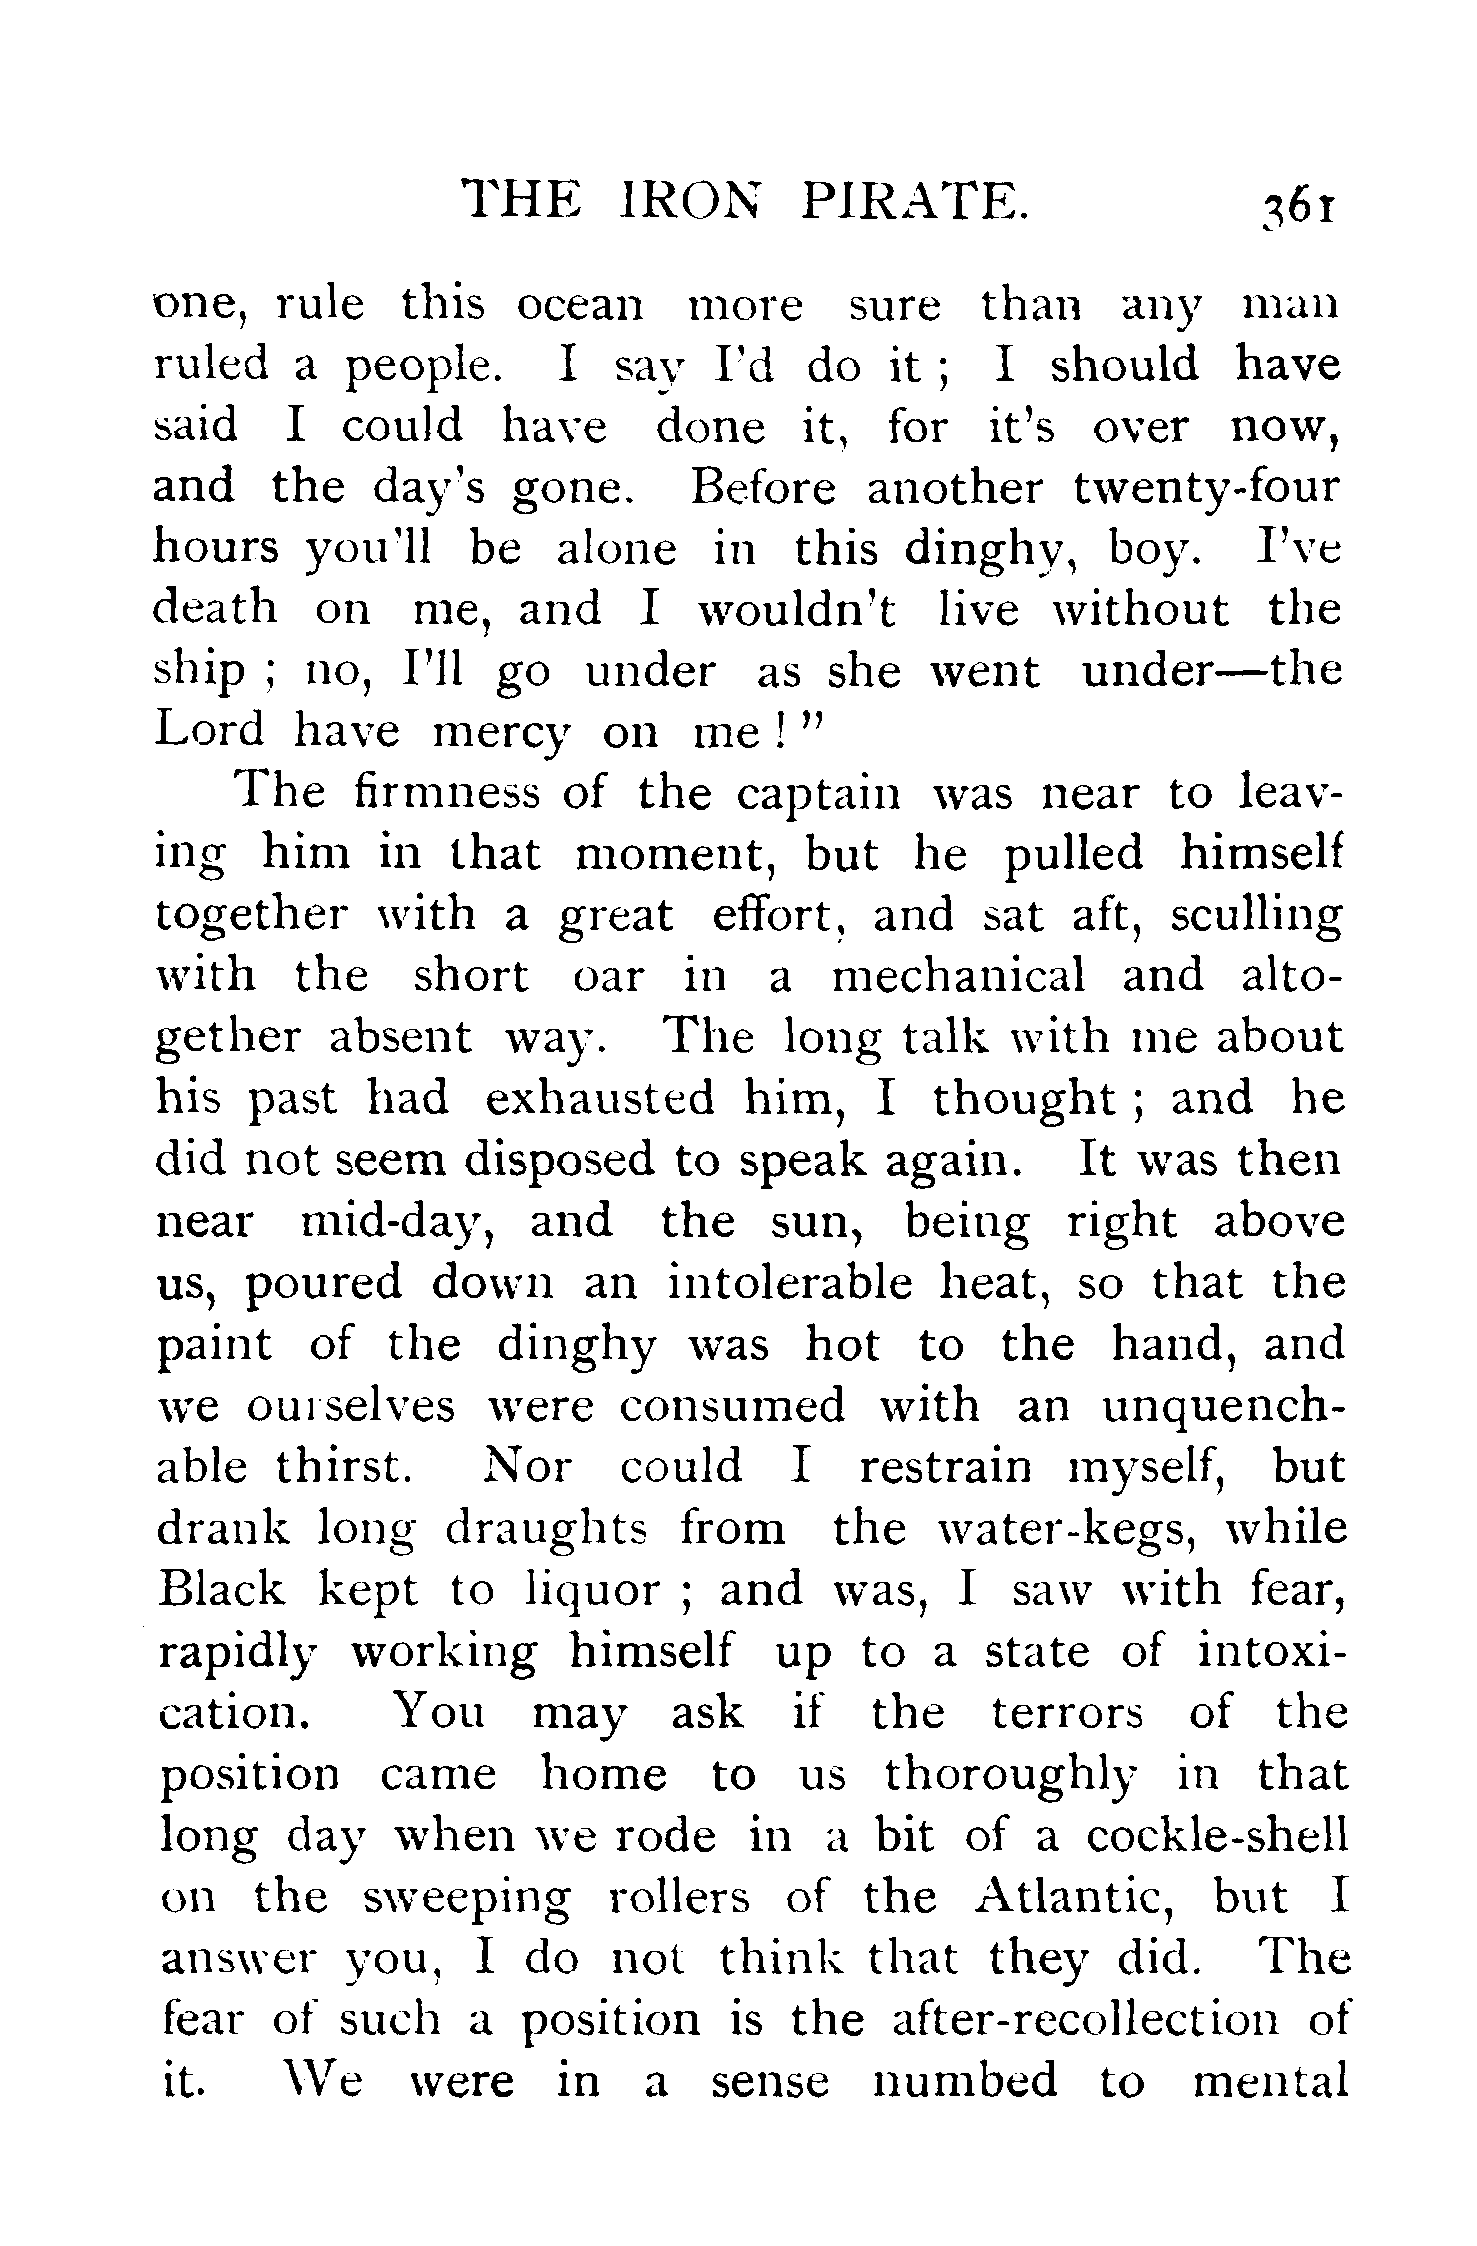 THE IRON PIRATE. 361
one, rule this ocean more sure than any man
ruled a people. I say I'd do it ; I should have
said I could have done it, for it's over now,
and the day's gone. Before another twenty-four
hours you'll be alone in this dinghy, boy. I've
death on me, and I wouldn't live without the
ship ; no, I'll go under as she went under—the
Lord have mercy on me ! ”
The firmness of the captain was near to leav-
ing him in that moment, but he pulled himself
together with a great effort, and sat aft, sculling
with the short oar in a mechanical and alto-
gether absent way. The long talk with me about
his past had exhausted him, I thought ; and he
did not seem disposed to speak again. It was then
near mid-day, and the sun, being right above
us, poured down an intolerable heat, so that the
paint of the dinghy was hot to the hand, and
we ourselves were consumed with an unquench-
able thirst. Nor could I restrain myself, but
drank long draughts from the water-kegs, while
Black kept to liquor ; and was, I saw with fear,
rapidly working himself up to a state of intoxi-
cation. You may ask if the terrors of the
position came home to us thoroughly in that
long day when we rode in a bit of a cockle-shell
on the sweeping rollers of the Atlantic, but I
answer you, I do not think that they did. The
fear of such a position is the after-recollection of
it. We were in a sense numbed to mental